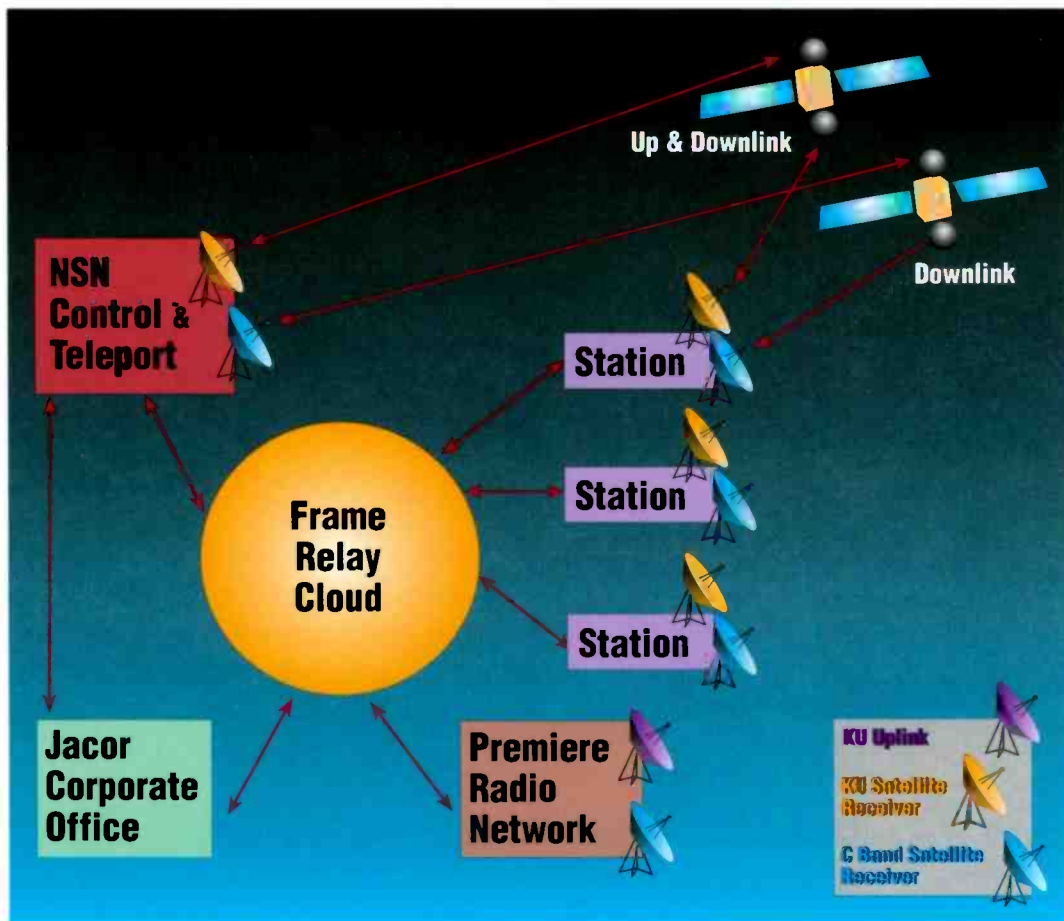 Up & Downlink
Downlink
NSN
Control &
Teleport
Station
Station
Station
Frame
Relay
Cloud
Jacor
Corporate
Office
Premiere
Radio
Network
KU Uplink
KU Satellite
Receiver
C Band Satellite
Receiver